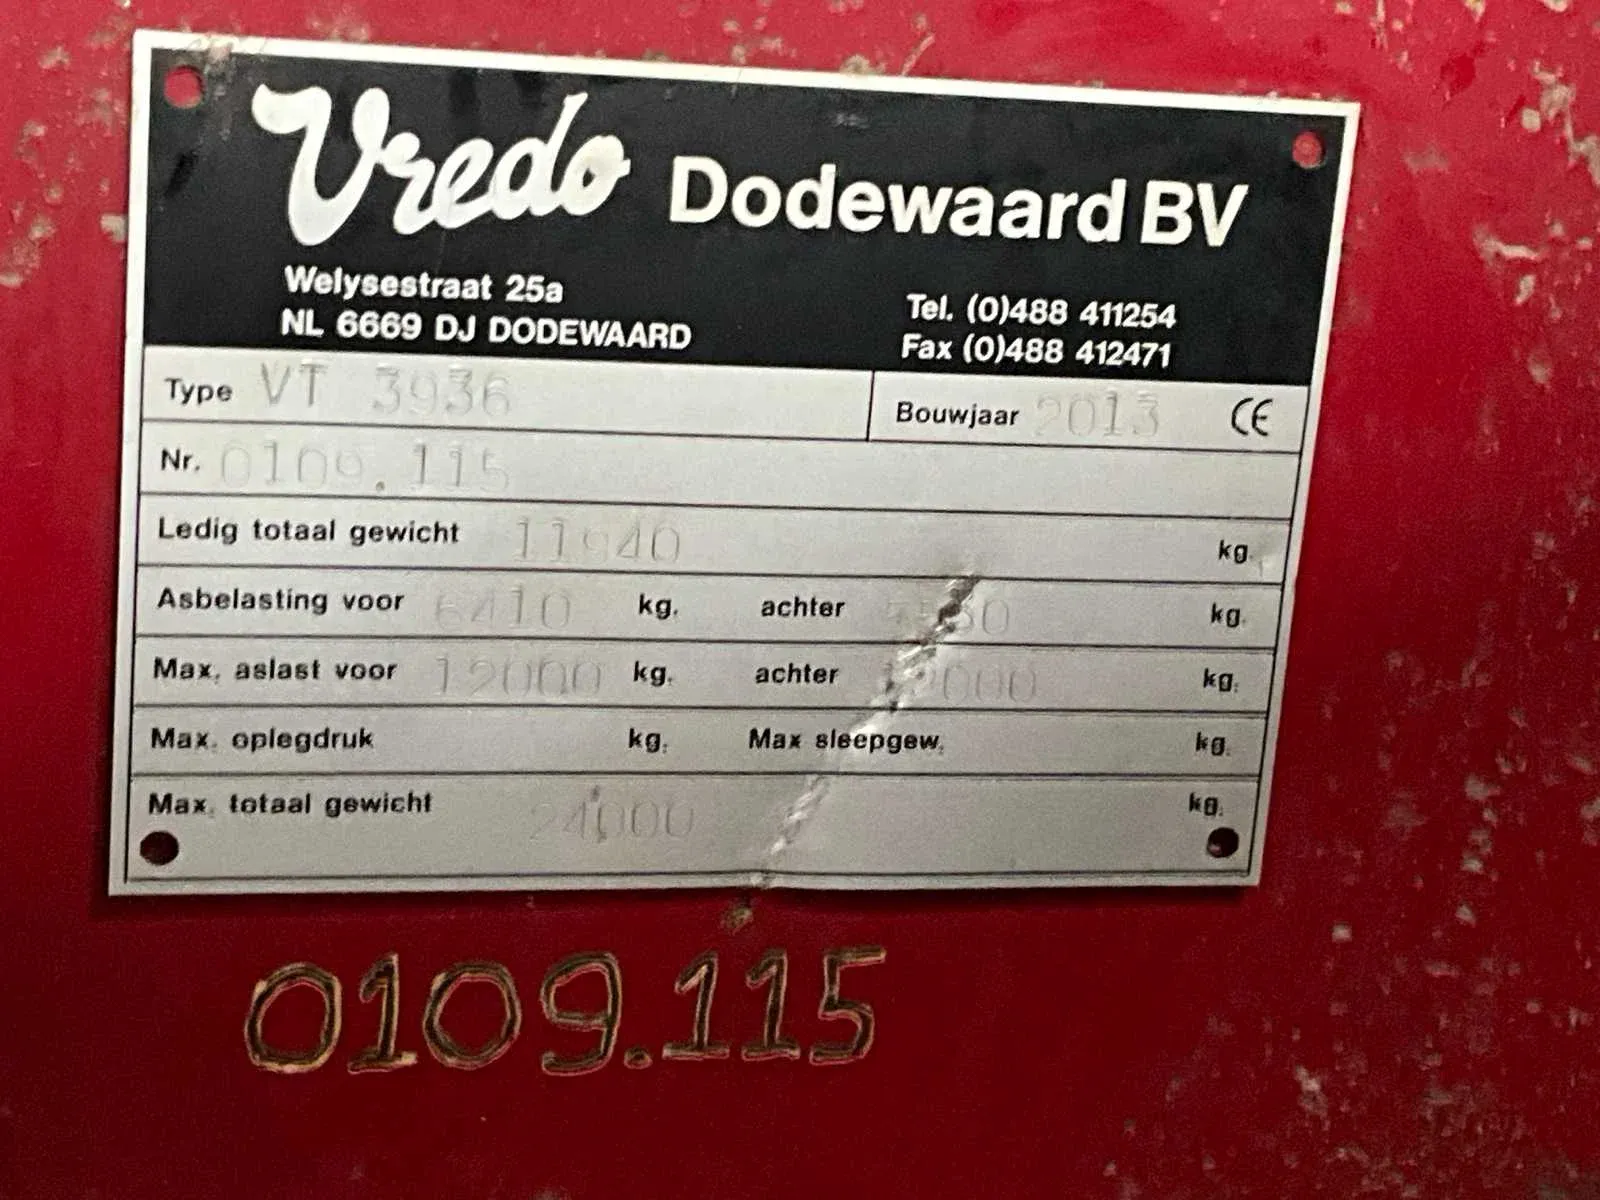 Vredo Dodewaard BV
Welysestraat 25a
NL 6669 DJ DODEWAARD
Tel. (0)488 411254
Fax (0)488 412471
Type VT 3936 Bouwjaar 2013 CE
Nr. 0109.115
Ledig totaal gewicht 11940 kg.
Asbelasting voor 6410 kg. achter kg.
Max. aslast voor 12000 kg. achter 12000 kg.
Max. oplegdruk kg. Max sleepgew. kg.
Max. totaal gewicht 24000 kg.
0109.115